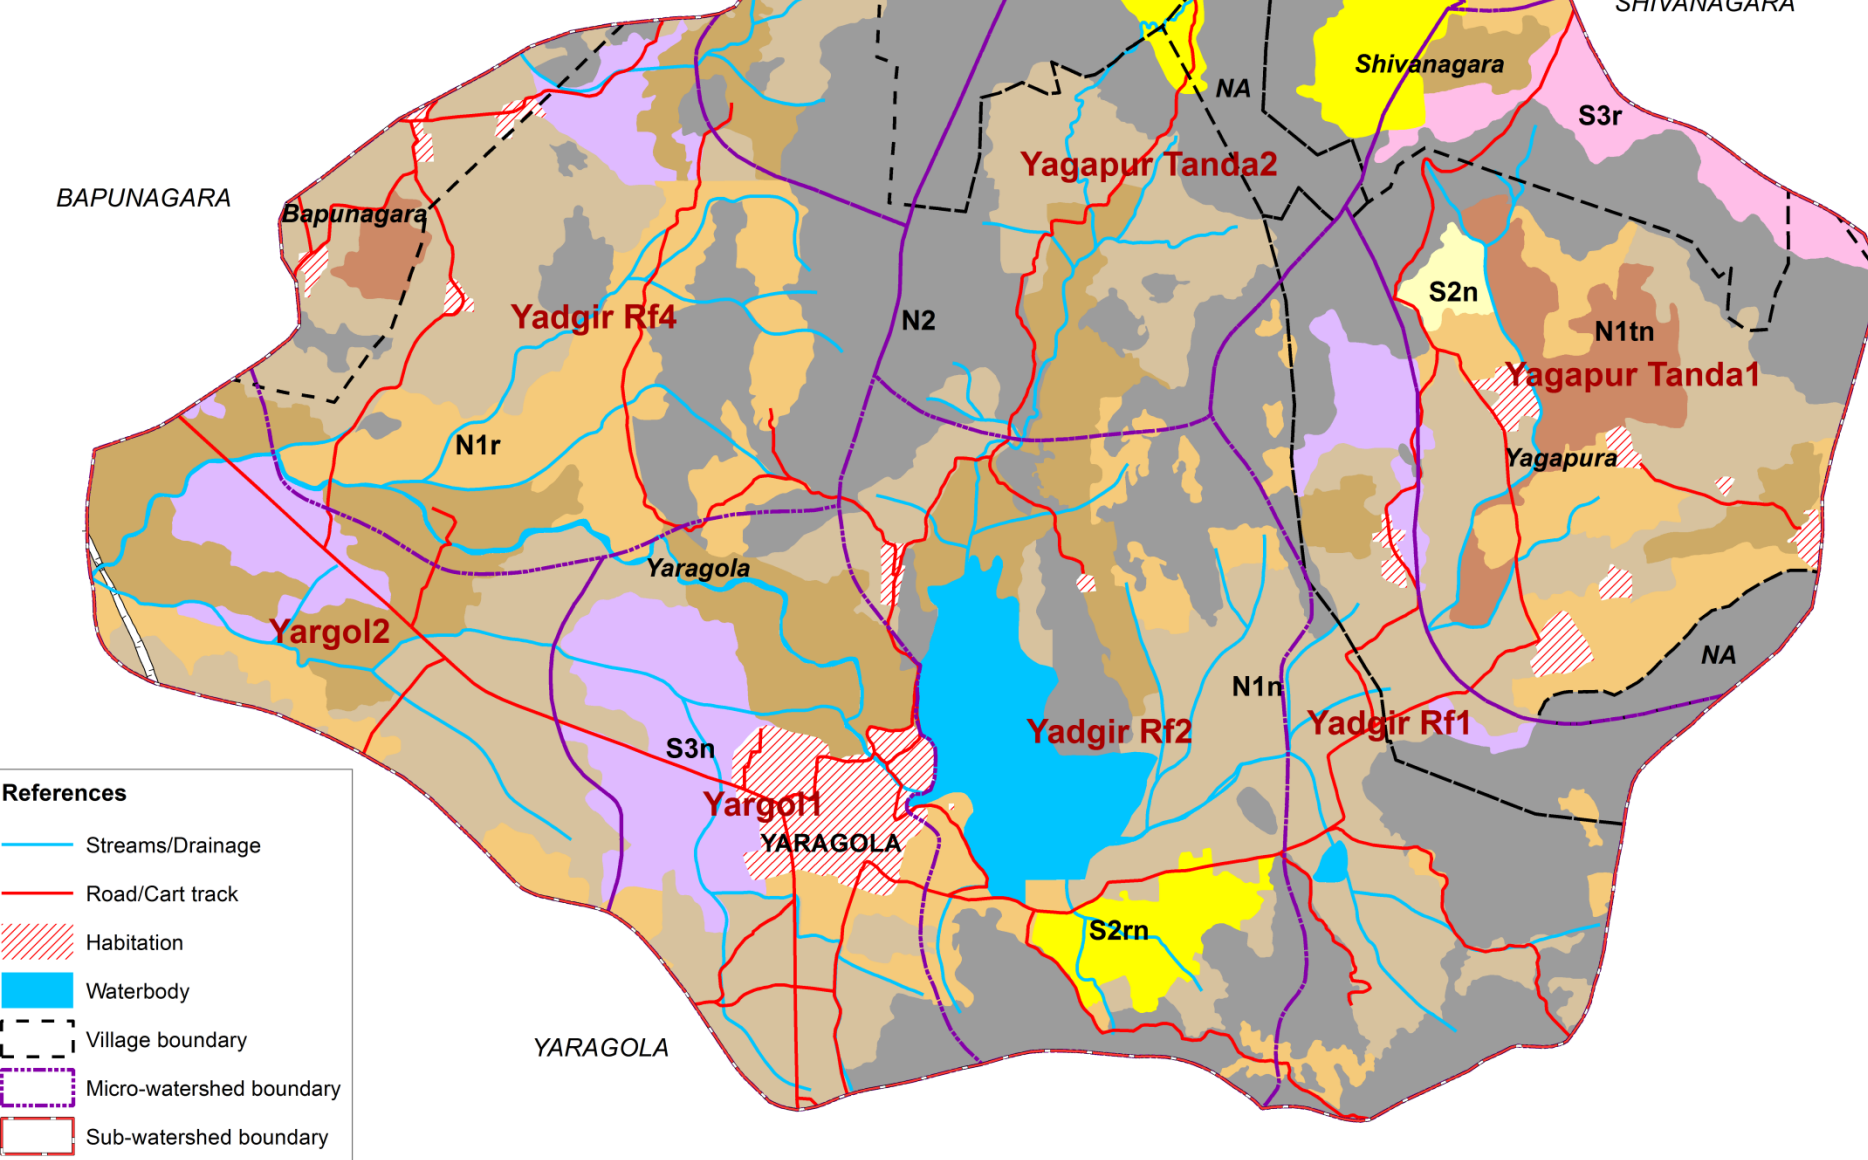 SHIVANAGARA
Shivanagara
NA
S3r
Yagapur Tanda2
BAPUNAGARA
Bapunagara
S2n
Yadgir Rf4
N2
N1tn
Yagapur Tanda1
N1r
Yagapura
Yaragola
Yargol2
NA
N1n
Yadgir Rf2
Yadgir Rf1
S3n
Yargol1
YARAGOLA
S2rn
YARAGOLA
References
Streams/Drainage
Road/Cart track
Habitation
Waterbody
Village boundary
Micro-watershed boundary
Sub-watershed boundary